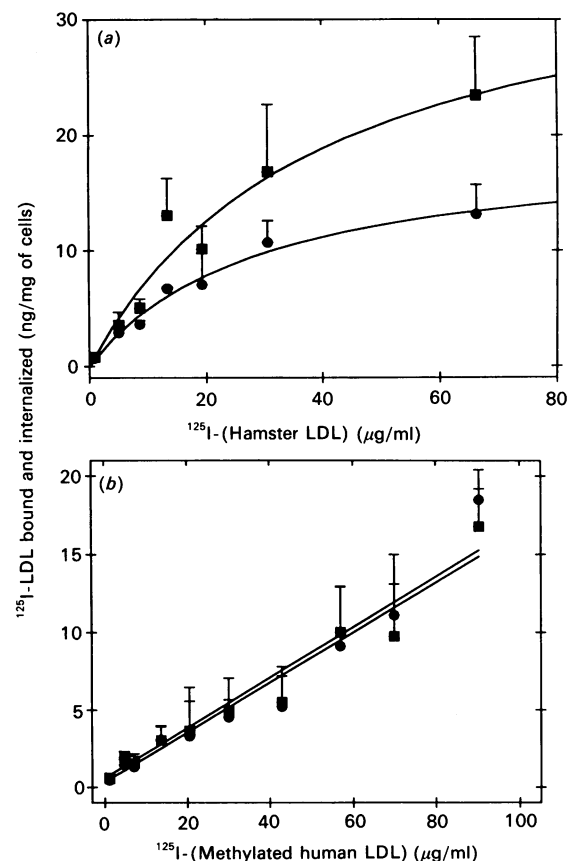 (a)
30
20
10
0
0 20 40 60 80
¹²⁵I-(Hamster LDL) (μg/ml)
¹²⁵I-LDL bound and internalized (ng/mg of cells)
(b)
20
15
10
5
0
0 20 40 60 80 100
¹²⁵I-(Methylated human LDL) (μg/ml)